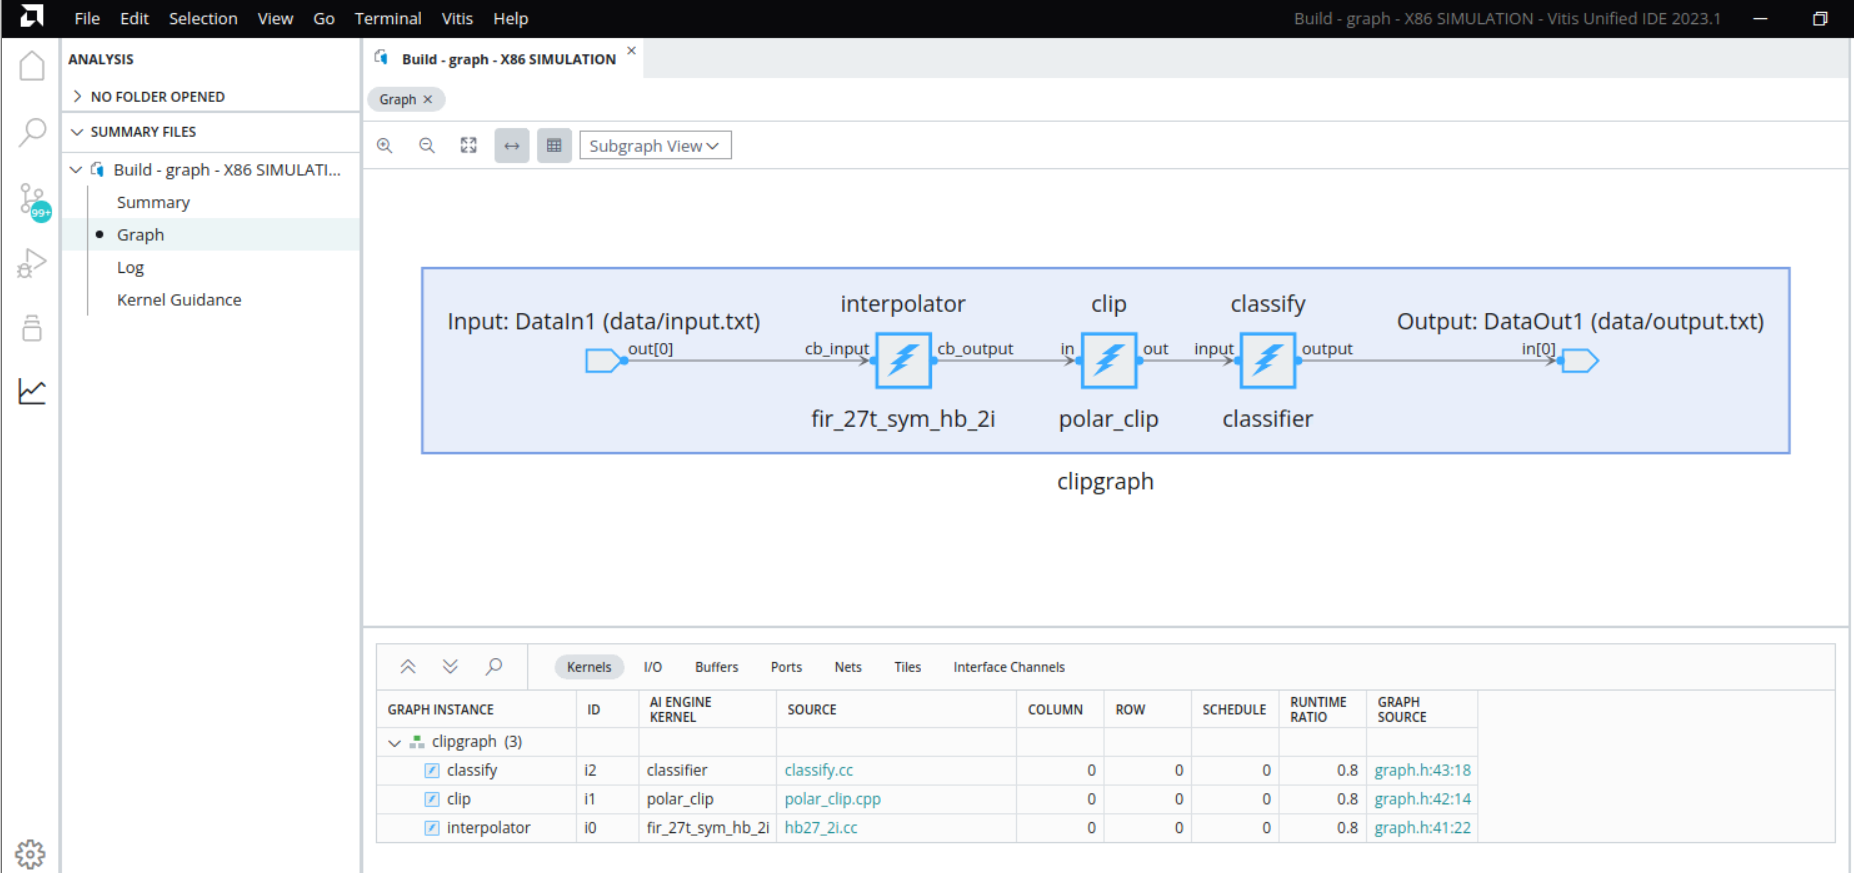 File Edit Selection View Go Terminal Vitis Help Build - graph - X86 SIMULATION - Vitis Unified IDE 2023.1
ANALYSIS
NO FOLDER OPENED
SUMMARY FILES
Build - graph - X86 SIMULATI...
Summary
Graph
Log
Kernel Guidance
99+
Build - graph - X86 SIMULATION
Graph
Subgraph View
interpolator clip classify
Input: DataIn1 (data/input.txt) Output: DataOut1 (data/output.txt)
out[0] cb_input cb_output in out input output in[0]
fir_27t_sym_hb_2i polar_clip classifier
clipgraph
Kernels I/O Buffers Ports Nets Tiles Interface Channels
GRAPH INSTANCE ID AI ENGINE KERNEL SOURCE COLUMN ROW SCHEDULE RUNTIME RATIO GRAPH SOURCE
clipgraph (3)
classify i2 classifier classify.cc 0 0 0 0.8 graph.h:43:18
clip i1 polar_clip polar_clip.cpp 0 0 0 0.8 graph.h:42:14
interpolator i0 fir_27t_sym_hb_2i hb27_2i.cc 0 0 0 0.8 graph.h:41:22